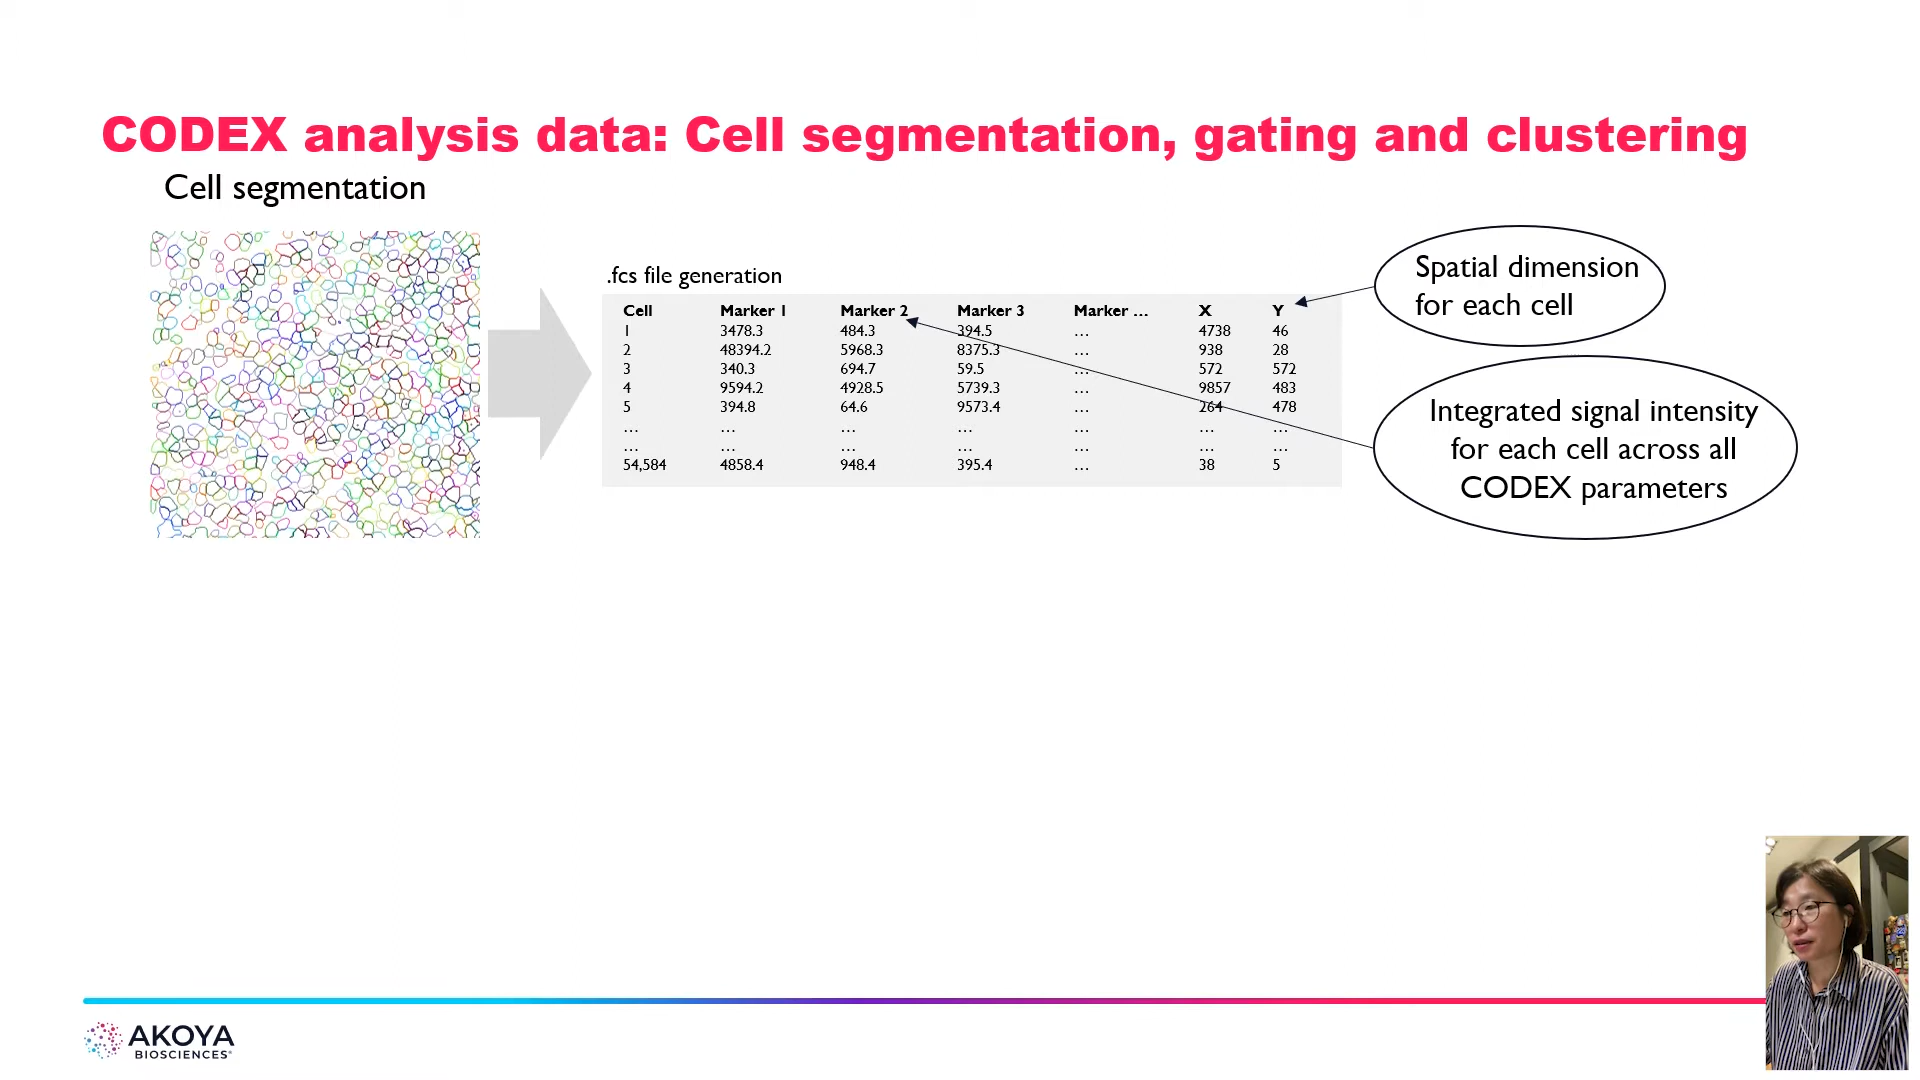 CODEX analysis data: Cell segmentation, gating and clustering
Cell segmentation
.fcs file generation
Cell Marker 1 Marker 2 Marker 3 Marker … X Y
1 3478.3 484.3 394.5 … 4738 46
2 48394.2 5968.3 8375.3 … 938 28
3 340.3 694.7 59.5 … 572 572
4 9594.2 4928.5 5739.3 … 9857 483
5 394.8 64.6 9573.4 … 264 478
… … … … … … …
… … … … … … …
54,584 4858.4 948.4 395.4 … 38 5
Spatial dimension
for each cell
Integrated signal intensity
for each cell across all
CODEX parameters
AKOYA
BIOSCIENCES®